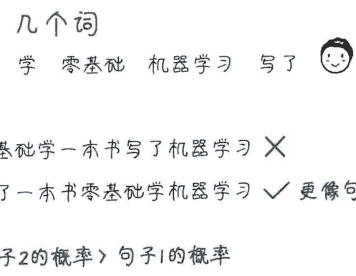 几个词
学 零基础 机器学习 写了
基础学一本书写了机器学习 ×
了一本书零基础学机器学习 ✓ 更像句
子2的概率 > 句子1的概率